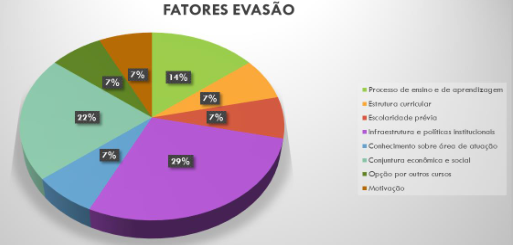 FATORES EVASÃO
14%
7%
7%
29%
7%
22%
7%
7%
Processo de ensino e de aprendizagem
Estrutura curricular
Escolaridade prévia
Infraestrutura e políticas institucionais
Conhecimento sobre área de atuação
Conjuntura econômica e social
Opção por outros cursos
Motivação